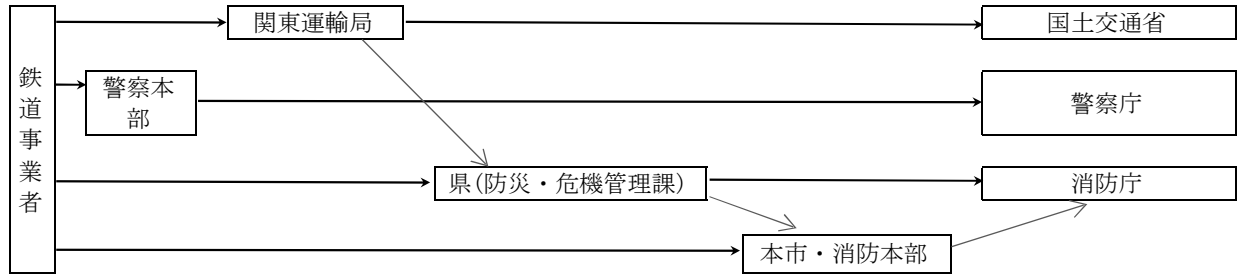 鉄道事業者
関東運輸局
国土交通省
警察本
部
警察庁
県(防災・危機管理課)
消防庁
本市・消防本部